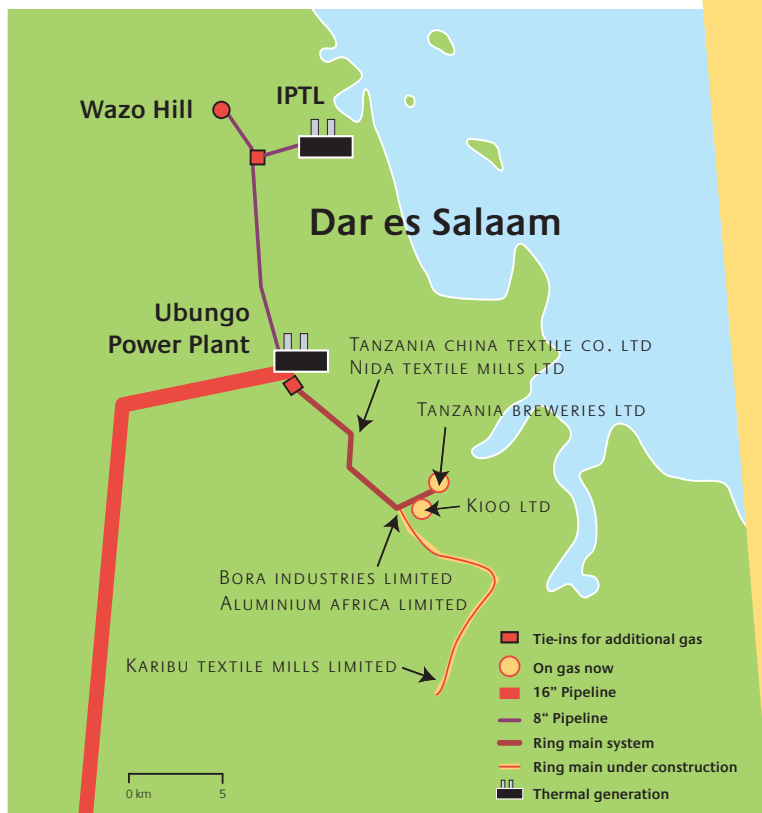 IPTL
Wazo Hill
Dar es Salaam
Ubungo
Power Plant
TANZANIA CHINA TEXTILE CO. LTD
NIDA TEXTILE MILLS LTD
TANZANIA BREWERIES LTD
KIOO LTD
BORA INDUSTRIES LIMITED
ALUMINIUM AFRICA LIMITED
KARIBU TEXTILE MILLS LIMITED
Tie-ins for additional gas
On gas now
16” Pipeline
8“ Pipeline
Ring main system
Ring main under construction
Thermal generation
0 km 5